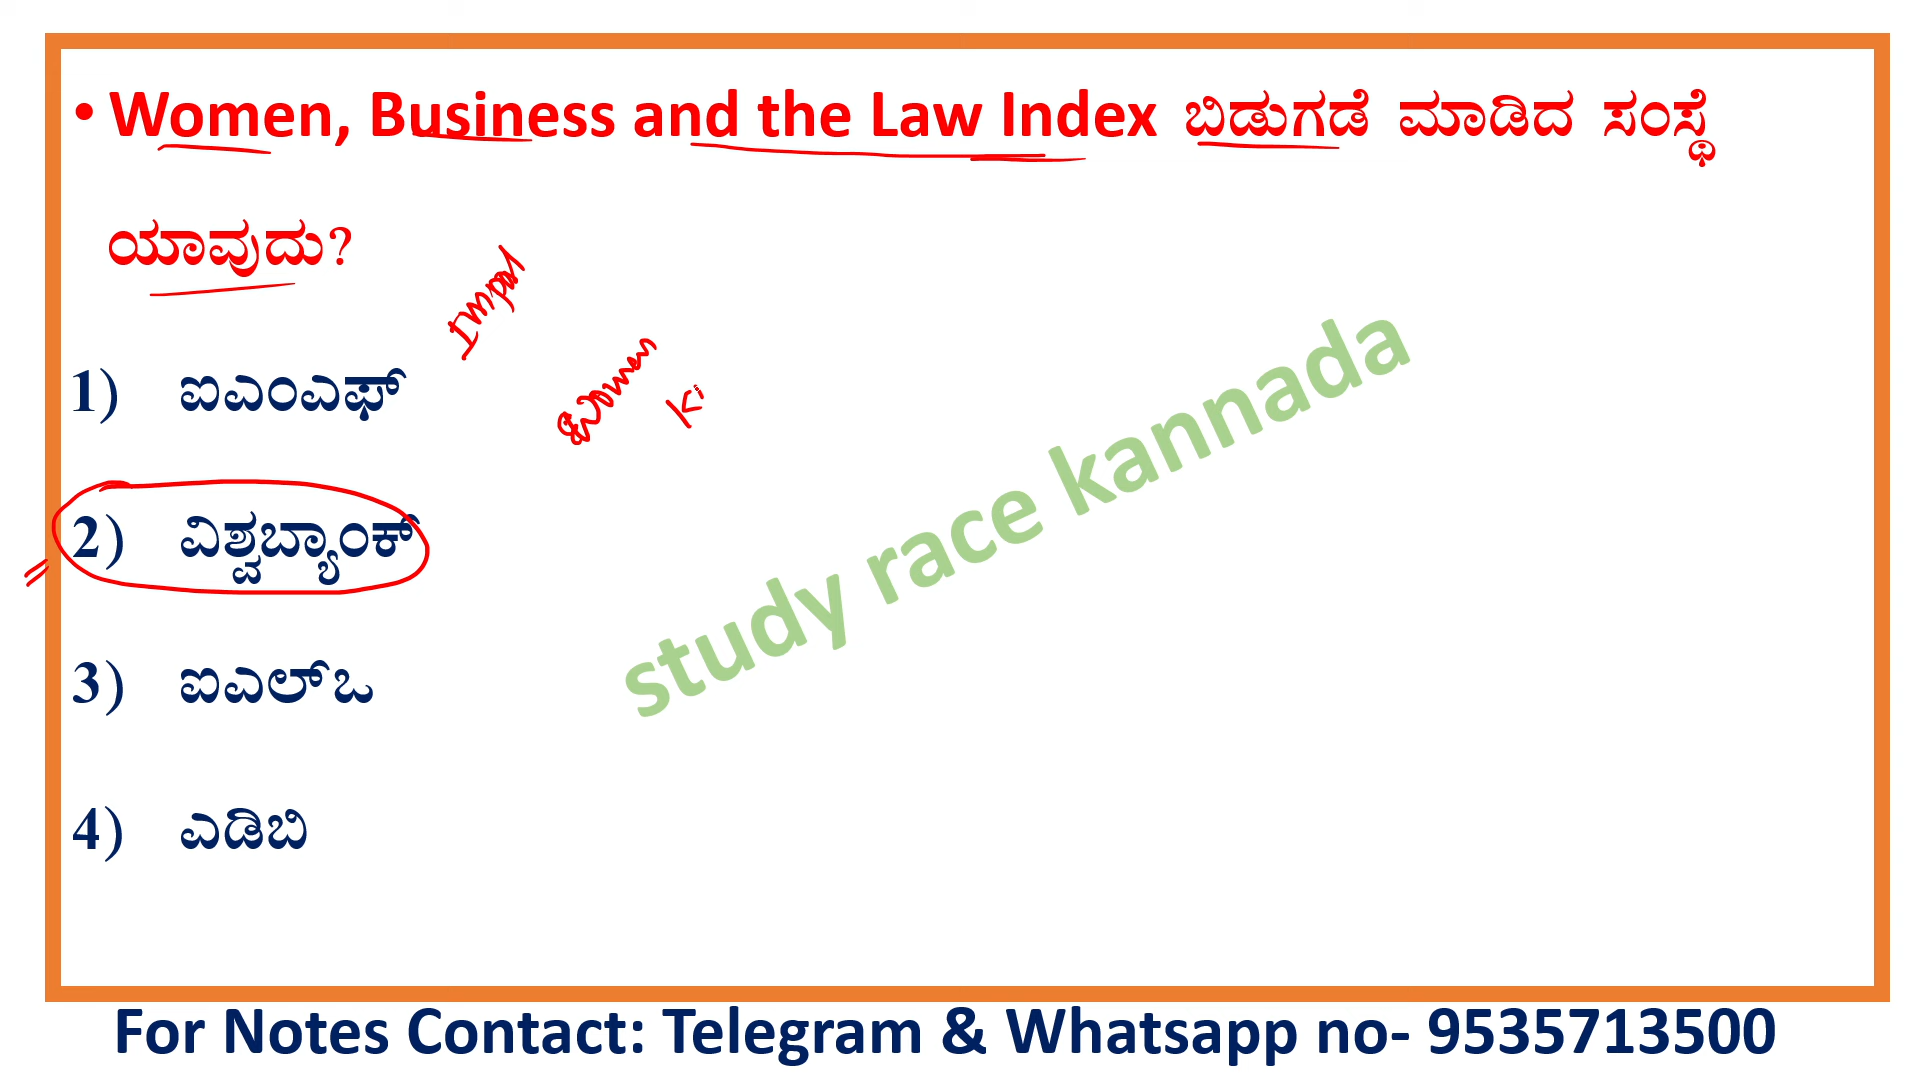 • Women, Business and the Law Index ಬಿಡುಗಡೆ ಮಾಡಿದ ಸಂಸ್ಥೆ
ಯಾವುದು?
1) ಐಎಂಎಫ್
2) ವಿಶ್ವಬ್ಯಾಂಕ್
3) ಐಎಲ್ಒ
4) ಎಡಿಬಿ
study race kannada
For Notes Contact: Telegram & Whatsapp no- 9535713500